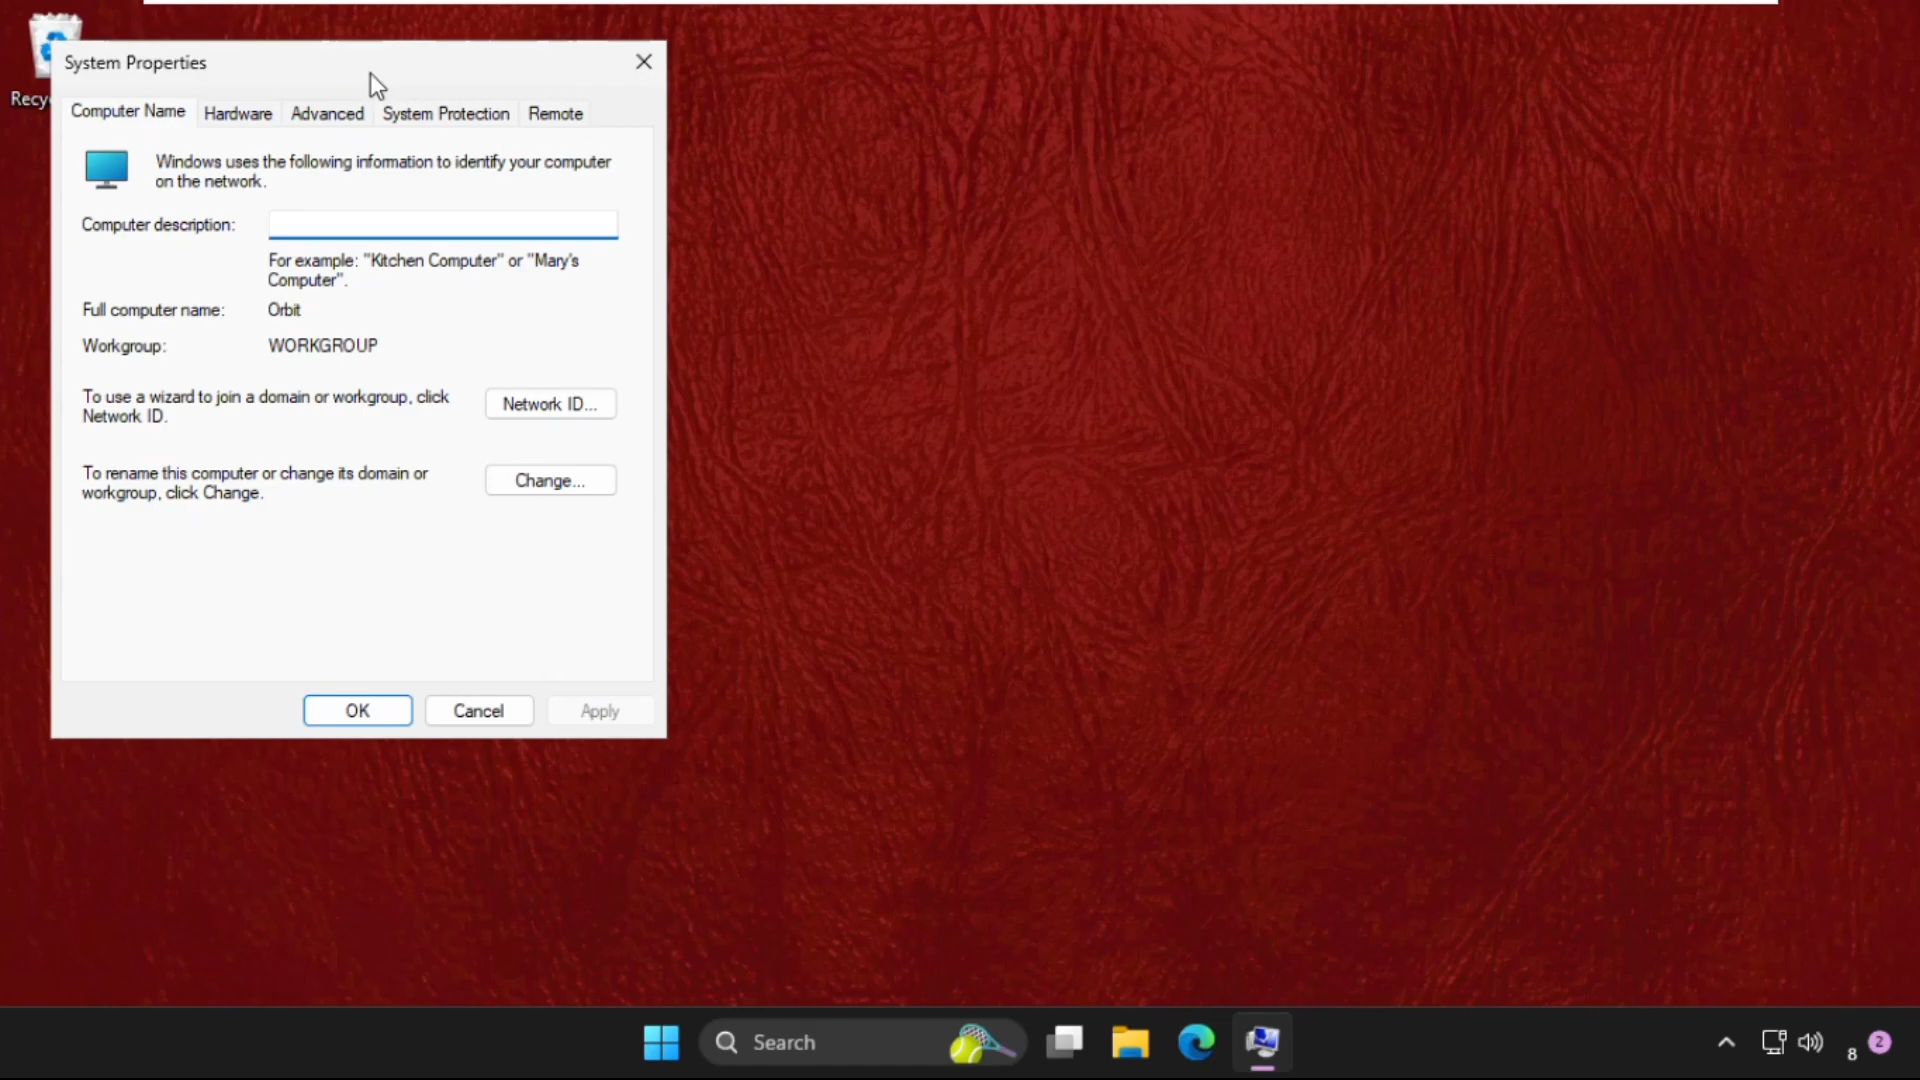 Recy
System Properties
Computer Name
Hardware
Advanced
System Protection
Remote
Windows uses the following information to identify your computer
on the network.
Computer description:
For example: "Kitchen Computer" or "Mary's
Computer".
Full computer name:
Orbit
Workgroup:
WORKGROUP
To use a wizard to join a domain or workgroup, click
Network ID.
Network ID...
To rename this computer or change its domain or
workgroup, click Change.
Change...
OK
Cancel
Apply
Search
8
2